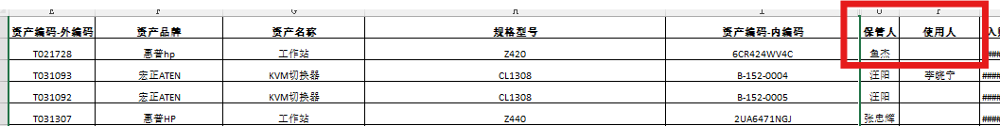 E F G H I O P
资产编码-外编码 资产品牌 资产名称 规格型号 资产编码-内编码 保管人 使用人
T021728 惠普hp 工作站 Z420 6CR424WV4C 鱼杰
T031093 宏正ATEN KVM切换器 CL1308 B-152-0004 汪阳 李晓宁 ####
T031092 宏正ATEN KVM切换器 CL1308 B-152-0005 汪阳 ####
T031307 惠普HP 工作站 Z440 2UA6471NGJ 张忠辉 ####